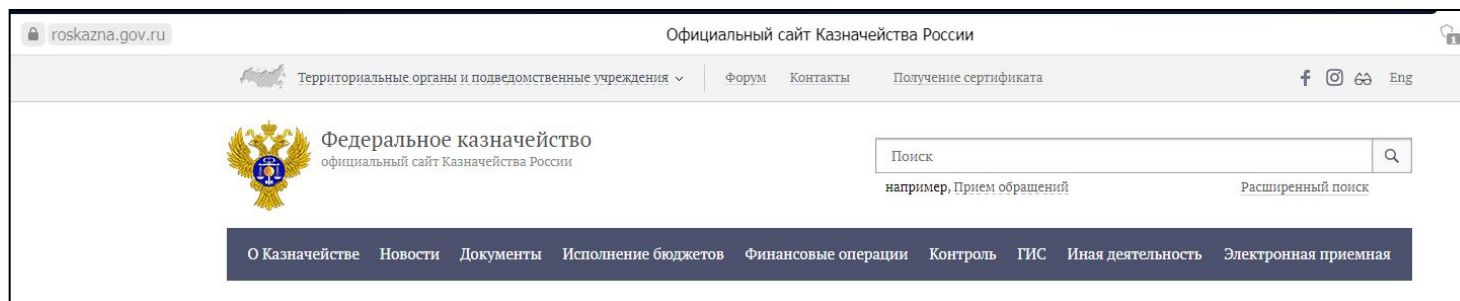 roskazna.gov.ru Официальный сайт Казначейства России 1
Территориальные органы и подведомственные учреждения Форум Контакты Получение сертификата Eng
Федеральное казначейство
официальный сайт Казначейства России
Поиск
например, Прием обращений Расширенный поиск
О Казначействе Новости Документы Исполнение бюджетов Финансовые операции Контроль ГИС Иная деятельность Электронная приемная